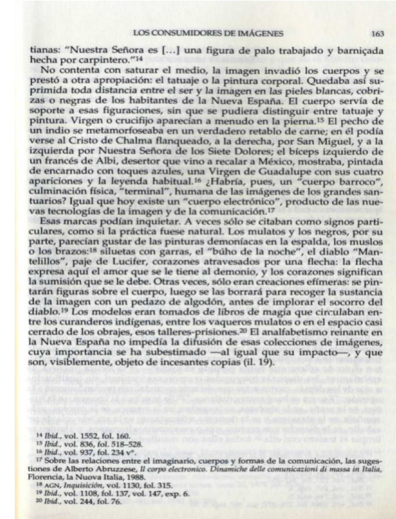 LOS CONSUMIDORES DE IMÁGENES 163
tianas: “Nuestra Señora es [...] una figura de palo trabajado y barniçada
hecha por carpintero.”14
No contenta con saturar el medio, la imagen invadió los cuerpos y se
prestó a otra apropiación: el tatuaje o la pintura corporal. Quedaba así su-
primida toda distancia entre el ser y la imagen en las pieles blancas, cobri-
zas o negras de los habitantes de la Nueva España. El cuerpo servía de
soporte a esas figuraciones, sin que se pudiera distinguir entre tatuaje y
pintura. Virgen o crucifijo aparecían a menudo en la pierna.15 El pecho de
un indio se metamorfoseaba en un verdadero retablo de carne; en él podía
verse al Cristo de Chalma flanqueado, a la derecha, por San Miguel, y a la
izquierda por Nuestra Señora de los Siete Dolores; el bíceps izquierdo de
un francés de Albi, desertor que vino a recalar a México, mostraba, pintada
de encarnado con toques azules, una Virgen de Guadalupe con sus cuatro
apariciones y la leyenda habitual.16 ¿Habría, pues, un “cuerpo barroco”,
culminación física, “terminal”, humana de las imágenes de los grandes san-
tuarios? Igual que hoy existe un “cuerpo electrónico”, producto de las nue-
vas tecnologías de la imagen y de la comunicación.17
Esas marcas podían inquietar. A veces sólo se citaban como signos parti-
culares, como si la práctica fuese natural. Los mulatos y los negros, por su
parte, parecían gustar de las pinturas demoníacas en la espalda, los muslos
o los brazos:18 siluetas con garras, el “búho de la noche”, el diablo “Man-
telillos”, paje de Lucifer, corazones atravesados por una flecha: la flecha
expresa aquí el amor que se le tiene al demonio, y los corazones significan
la sumisión que se le debe. Otras veces, sólo eran creaciones efímeras: se pin-
tarán figuras sobre el cuerpo, luego se las borrará para recoger la sustancia
de la imagen con un pedazo de algodón, antes de implorar el socorro del
diablo.19 Los modelos eran tomados de libros de magia que circulaban en-
tre los curanderos indígenas, entre los vaqueros mulatos o en el espacio casi
cerrado de los obrajes, esos talleres-prisiones.20 El analfabetismo reinante en
la Nueva España no impedía la difusión de esas colecciones de imágenes,
cuya importancia se ha subestimado —al igual que su impacto—, y que
son, visiblemente, objeto de incesantes copias (il. 19).
14 Ibid., vol. 1552, fol. 160.
15 Ibid., vol. 836, fol. 518-528.
16 Ibid., vol. 937, fol. 234 v°.
17 Sobre las relaciones entre el imaginario, cuerpos y formas de la comunicación, las suges-
tiones de Alberto Abruzzese, Il corpo electronico. Dinamiche delle comunicazioni di massa in Italia,
Florencia, la Nuova Italia, 1988.
18 AGN, Inquisición, vol. 1130, fol. 315.
19 Ibid., vol. 1108, fol. 137, vol. 147, exp. 6.
20 Ibid., vol. 244, fol. 76.